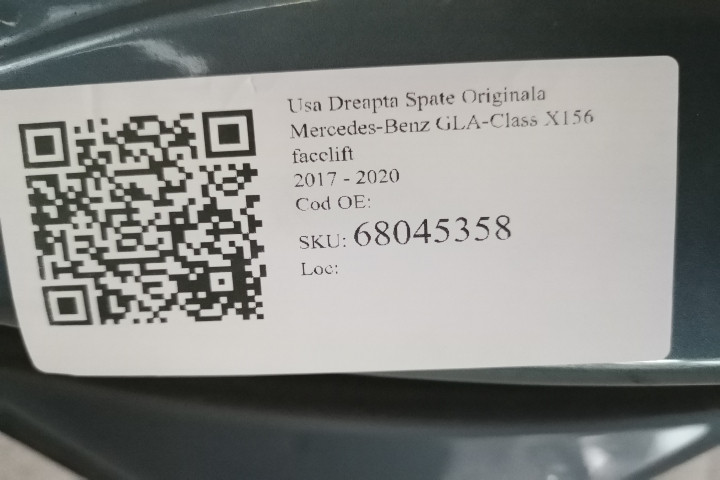 Usa Dreapta Spate Originala
Mercedes-Benz GLA-Class X156
facelift
2017 - 2020
Cod OE:
SKU: 68045358
Loc: